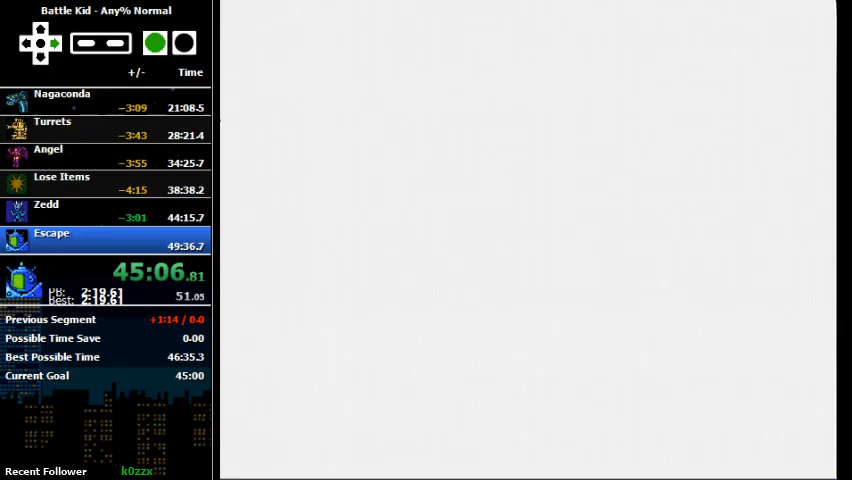 Battle Kid - Any% Normal
+/- Time
Nagaconda
-3:09 21:08.5
Turrets
-3:43 28:21.4
Angel
-3:55 34:25.7
Lose Items
-4:15 38:38.2
Zedd
-3:01 44:15.7
Escape
49:36.7
45:06.81
PB: 2:19.61
Best: 2:19.61
51.05
Previous Segment +1:14 / 0.0
Possible Time Save 0.00
Best Possible Time 46:35.3
Current Goal 45:00
Recent Follower k0zzx